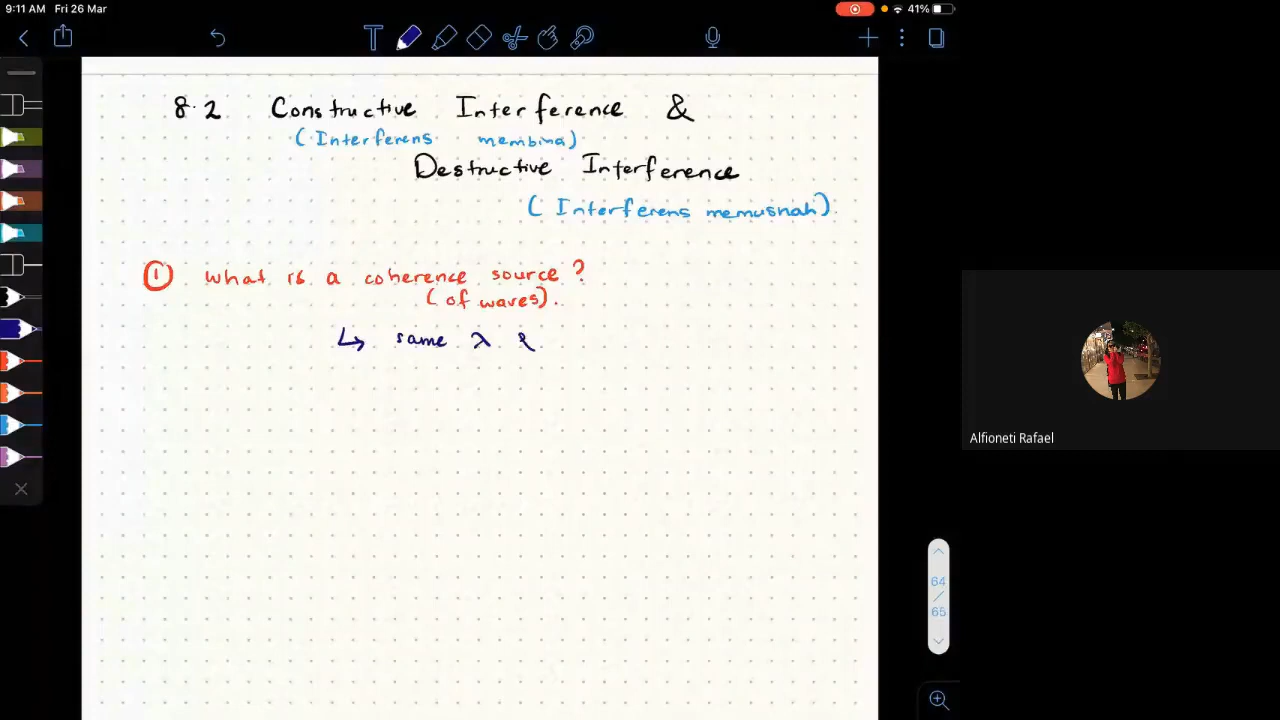 9:11 AM Fri 26 Mar
41%
T
8.2 Constructive Interference &
(Interferens membina)
Destructive Interference
(Interferens memusnah).
① What is a coherence source?
(of waves).
↳ same λ &
Alfioneti Rafael
64
/
65